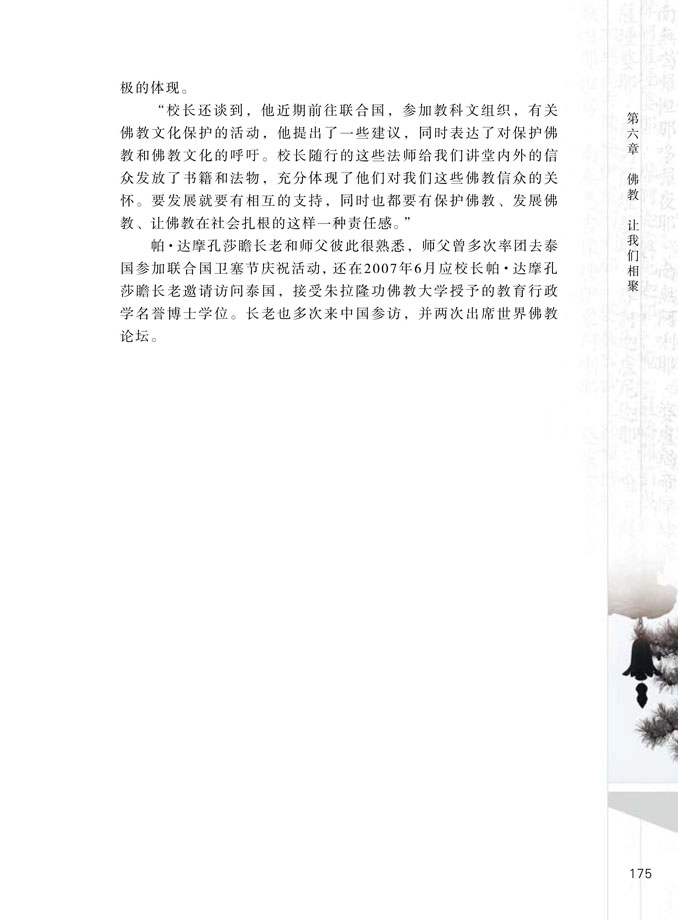 极的体现。
“校长还谈到，他近期前往联合国，参加教科文组织，有关
佛教文化保护的活动，他提出了一些建议，同时表达了对保护佛
教和佛教文化的呼吁。校长随行的这些法师给我们讲堂内外的信
众发放了书籍和法物，充分体现了他们对我们这些佛教信众的关
怀。要发展就要有相互的支持，同时也都要有保护佛教、发展佛
教、让佛教在社会扎根的这样一种责任感。”
帕·达摩孔莎瞻长老和师父彼此很熟悉，师父曾多次率团去泰
国参加联合国卫塞节庆祝活动，还在2007年6月应校长帕·达摩孔
莎瞻长老邀请访问泰国，接受朱拉隆功佛教大学授予的教育行政
学名誉博士学位。长老也多次来中国参访，并两次出席世界佛教
论坛。
第六章 佛教 让我们相聚
175